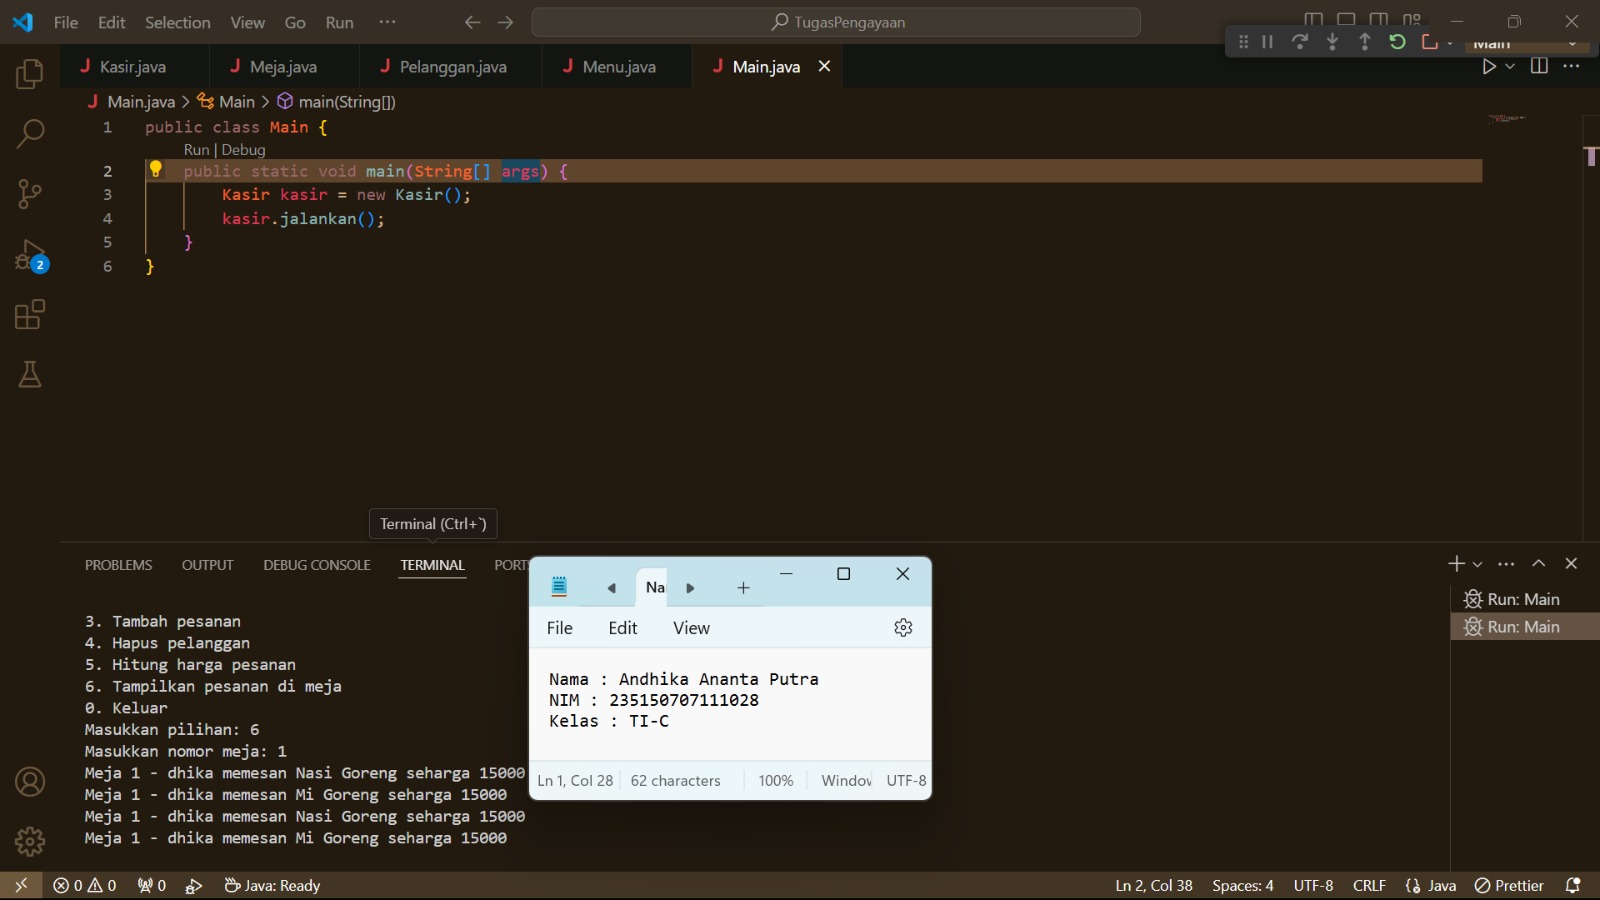 File Edit Selection View Go Run ···
TugasPengayaan
Main
Kasir.java Meja.java Pelanggan.java Menu.java Main.java
Main.java > Main > main(String[])
1 public class Main {
Run | Debug
2 public static void main(String[] args) {
3 Kasir kasir = new Kasir();
4 kasir.jalankan();
5 }
6 }
2
Terminal (Ctrl+`)
PROBLEMS OUTPUT DEBUG CONSOLE TERMINAL PORTS
3. Tambah pesanan
4. Hapus pelanggan
5. Hitung harga pesanan
6. Tampilkan pesanan di meja
0. Keluar
Masukkan pilihan: 6
Masukkan nomor meja: 1
Meja 1 - dhika memesan Nasi Goreng seharga 15000
Meja 1 - dhika memesan Mi Goreng seharga 15000
Meja 1 - dhika memesan Nasi Goreng seharga 15000
Meja 1 - dhika memesan Mi Goreng seharga 15000
Na
File Edit View
Nama : Andhika Ananta Putra
NIM : 235150707111028
Kelas : TI-C
Ln 1, Col 28 62 characters 100% Window UTF-8
Run: Main
Run: Main
0 0 0 Java: Ready
Ln 2, Col 38 Spaces: 4 UTF-8 CRLF Java Prettier